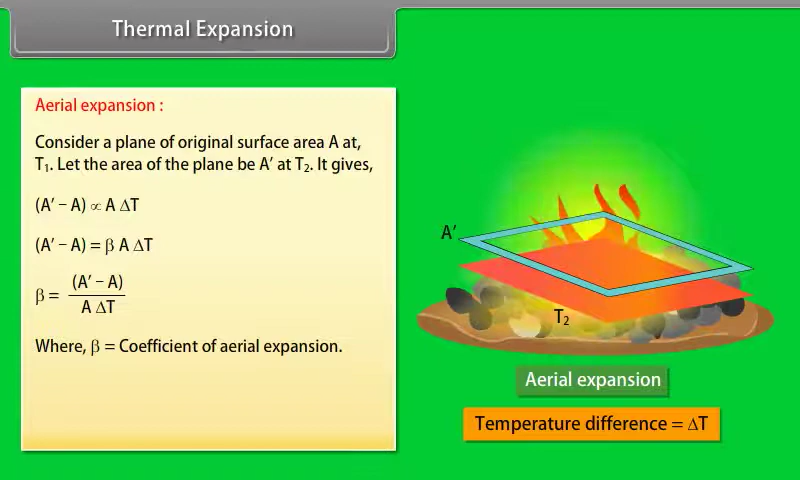 Thermal Expansion
Aerial expansion :
Consider a plane of original surface area A at,
T₁. Let the area of the plane be A′ at T₂. It gives,
(A′ − A) ∝ A ΔT
(A′ − A) = β A ΔT
β = (A′ − A)
A ΔT
Where, β = Coefficient of aerial expansion.
A′
T₂
Aerial expansion
Temperature difference = ΔT